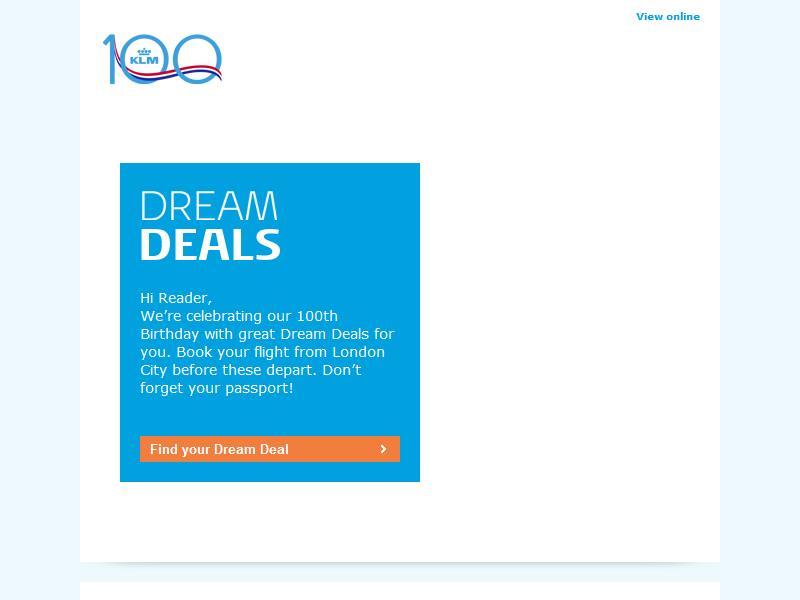 View online
100
KLM
DREAM
DEALS
Hi Reader,
We’re celebrating our 100th
Birthday with great Dream Deals for
you. Book your flight from London
City before these depart. Don’t
forget your passport!
Find your Dream Deal